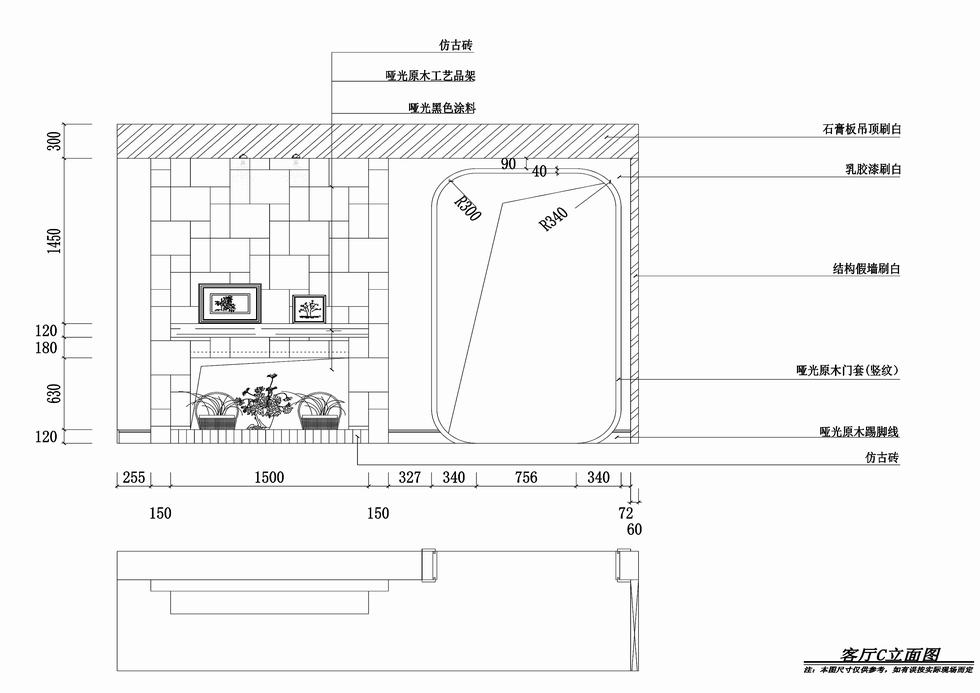 仿古砖
哑光原木工艺品架
哑光黑色涂料
石膏板吊顶刷白
300
90
40
乳胶漆刷白
R300
R340
1450
结构假墙刷白
120
180
哑光原木门套(竖纹)
630
120
哑光原木踢脚线
仿古砖
255
1500
327
340
756
340
150
150
72
60
客厅C立面图
注：本图尺寸仅供参考，如有误按实际现场而定